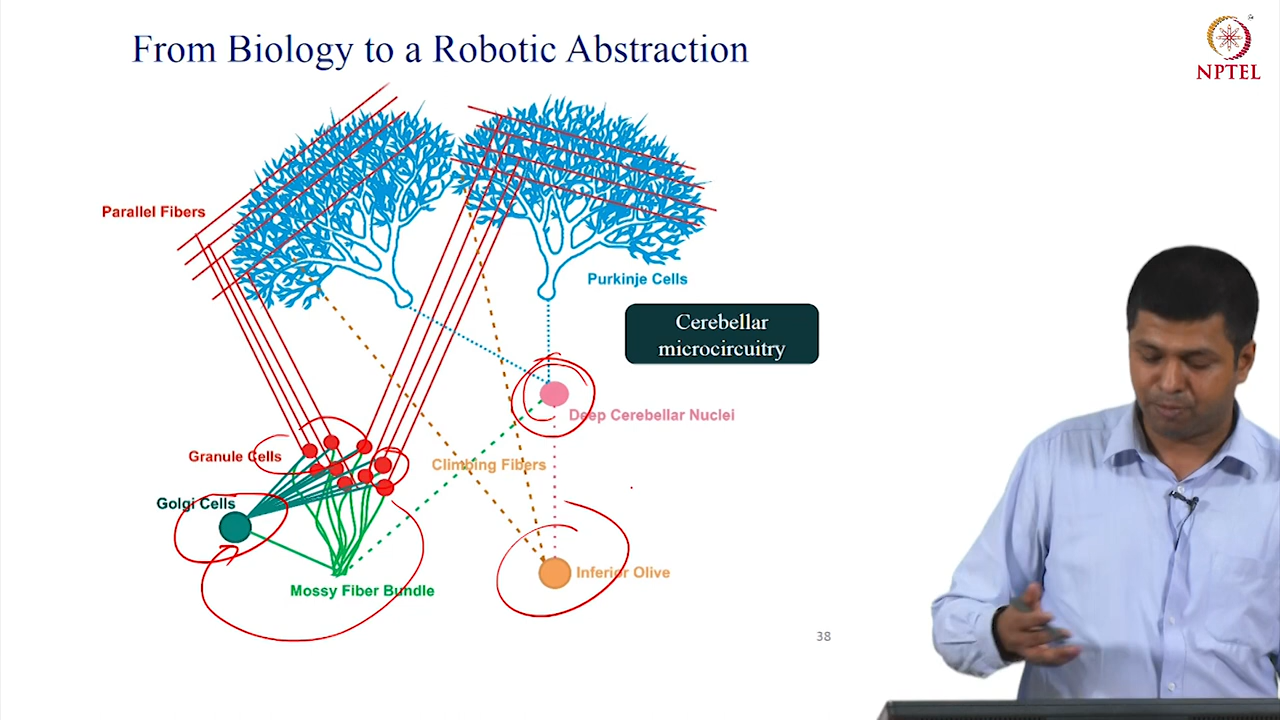 From Biology to a Robotic Abstraction
NPTEL
Parallel Fibers
Purkinje Cells
Cerebellar
microcircuitry
Deep Cerebellar Nuclei
Granule Cells
Climbing Fibers
Golgi Cells
Inferior Olive
Mossy Fiber Bundle
38